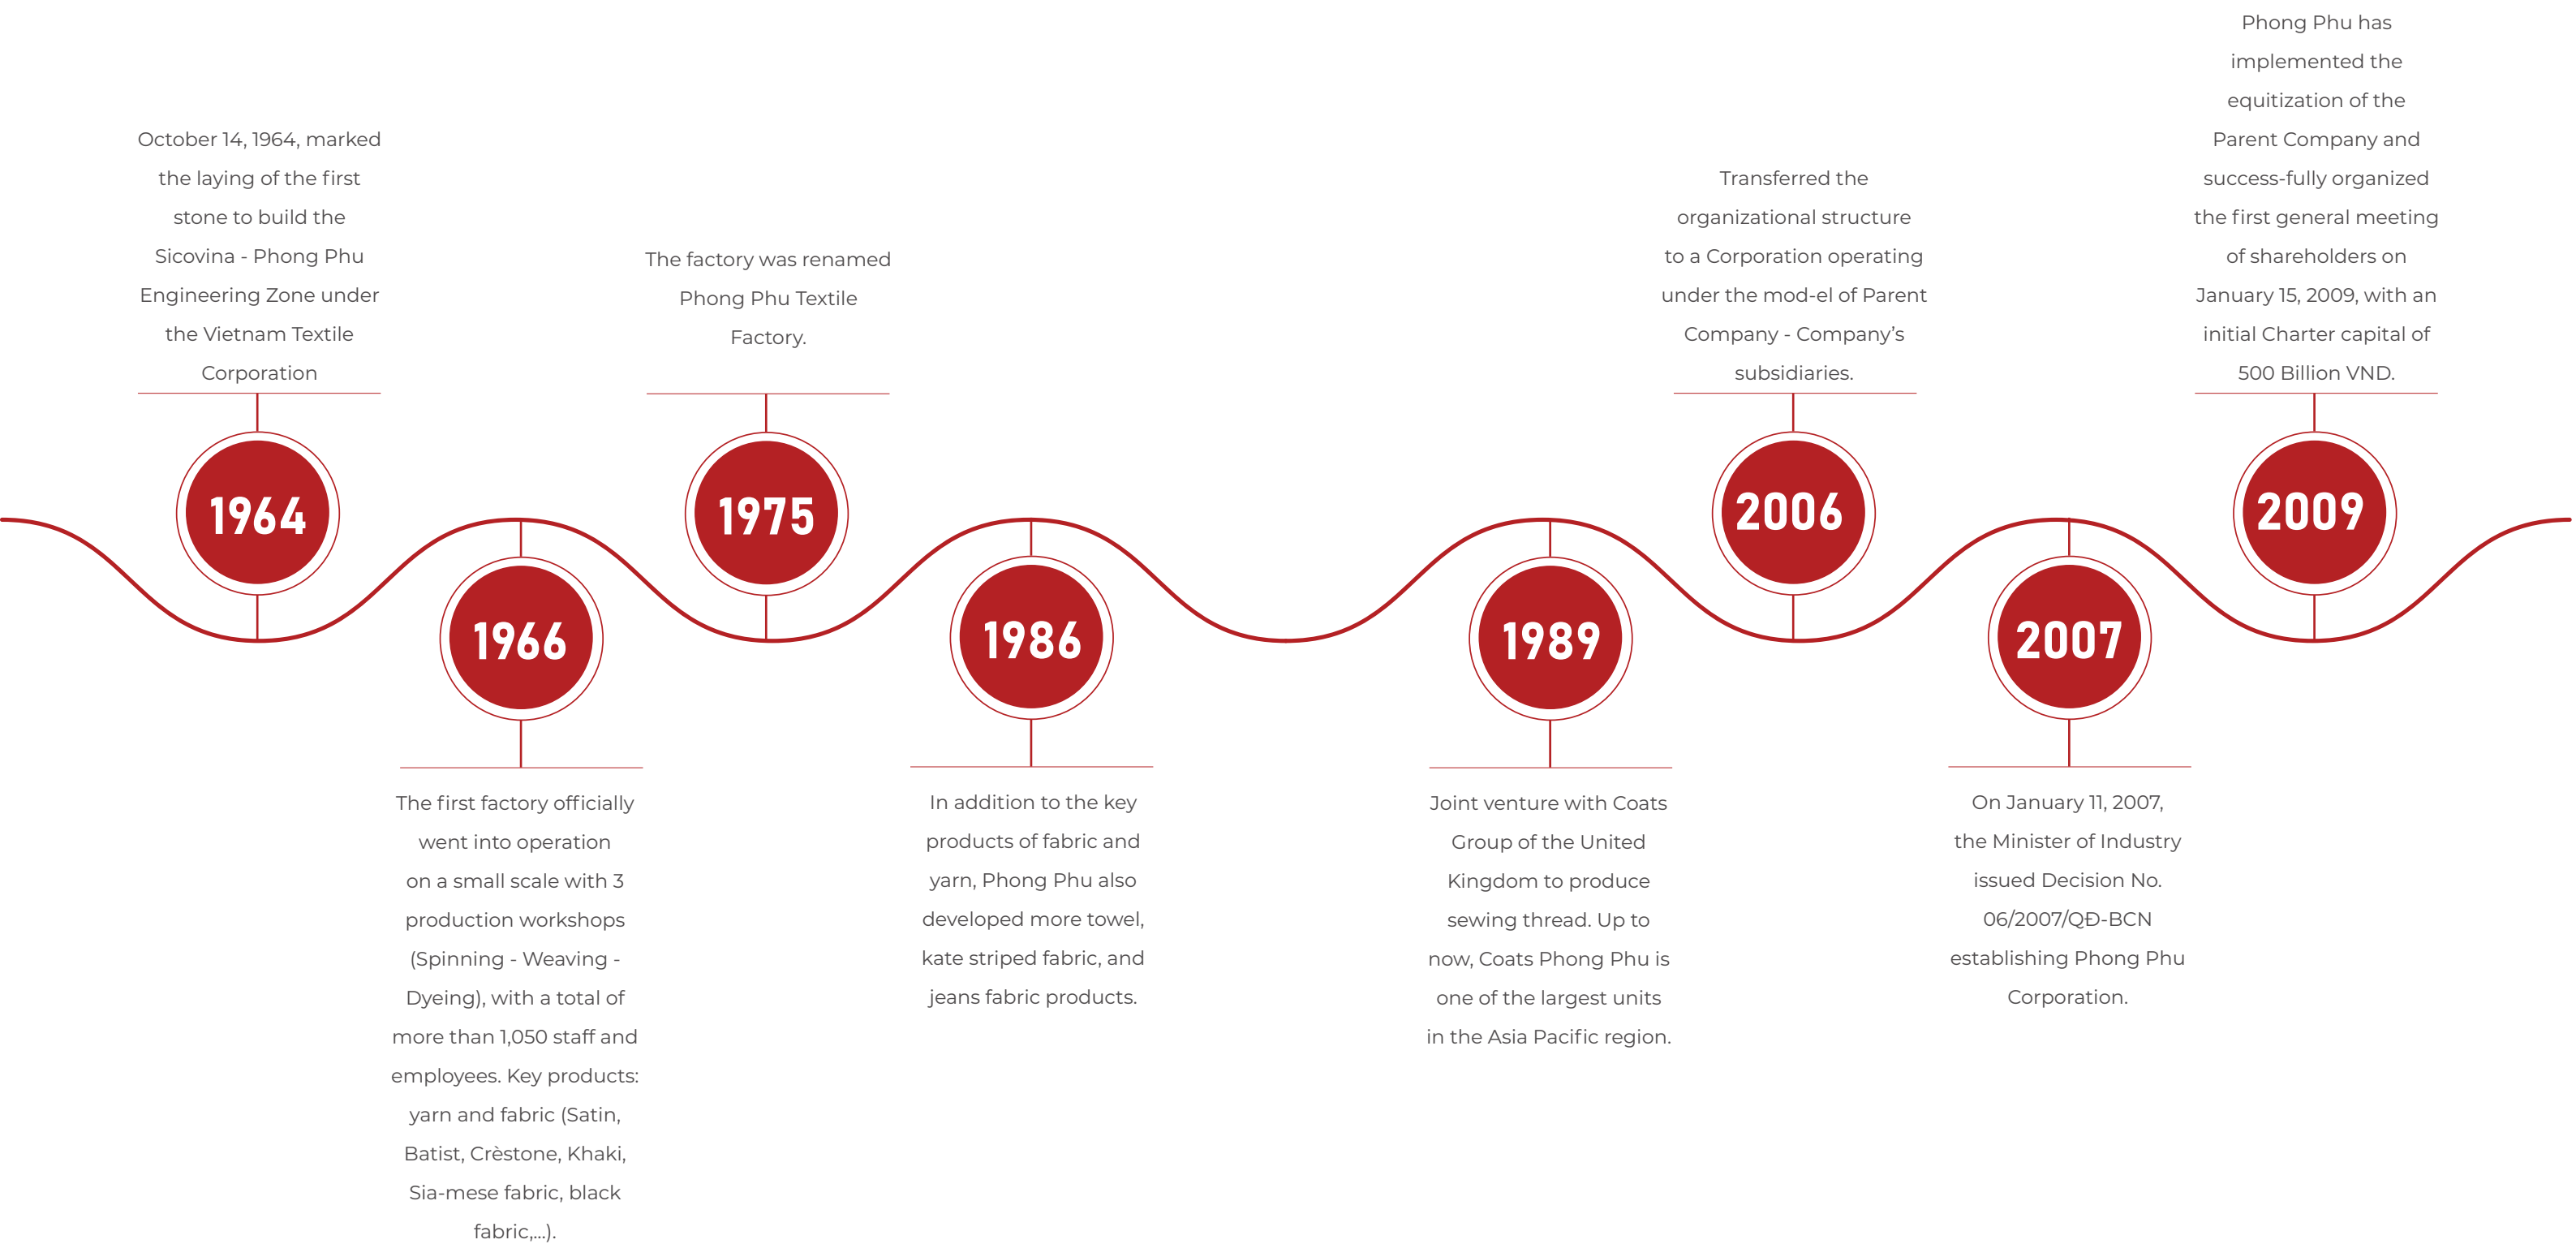 October 14, 1964, marked
the laying of the first
stone to build the
Sicovina - Phong Phu
Engineering Zone under
the Vietnam Textile
Corporation
1964
1966
The first factory officially
went into operation
on a small scale with 3
production workshops
(Spinning - Weaving -
Dyeing), with a total of
more than 1,050 staff and
employees. Key products:
yarn and fabric (Satin,
Batist, Crèstone, Khaki,
Sia-mese fabric, black
fabric,...).
The factory was renamed
Phong Phu Textile
Factory.
1975
1986
In addition to the key
products of fabric and
yarn, Phong Phu also
developed more towel,
kate striped fabric, and
jeans fabric products.
1989
Joint venture with Coats
Group of the United
Kingdom to produce
sewing thread. Up to
now, Coats Phong Phu is
one of the largest units
in the Asia Pacific region.
Transferred the
organizational structure
to a Corporation operating
under the mod-el of Parent
Company - Company’s
subsidiaries.
2006
2007
On January 11, 2007,
the Minister of Industry
issued Decision No.
06/2007/QĐ-BCN
establishing Phong Phu
Corporation.
Phong Phu has
implemented the
equitization of the
Parent Company and
success-fully organized
the first general meeting
of shareholders on
January 15, 2009, with an
initial Charter capital of
500 Billion VND.
2009